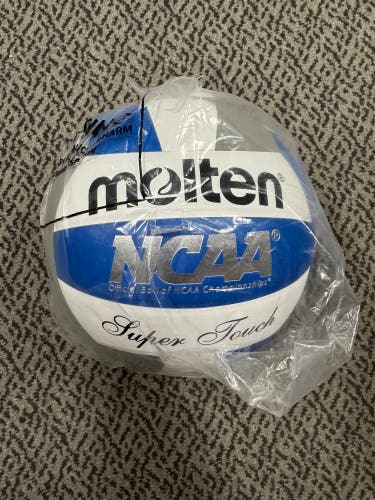 molten®
NCAA®
Official Ball of NCAA Championships®
Super Touch